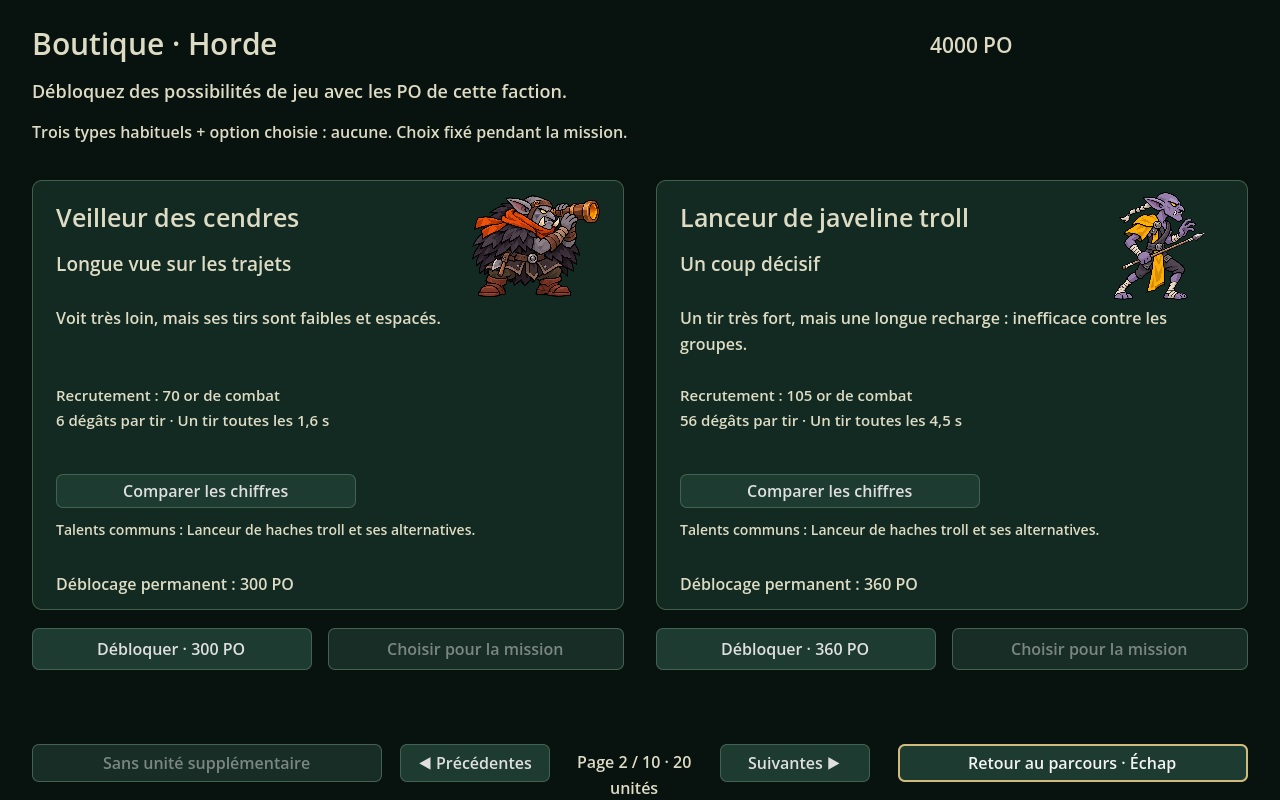 Boutique · Horde
4000 PO
Débloquez des possibilités de jeu avec les PO de cette faction.
Trois types habituels + option choisie : aucune. Choix fixé pendant la mission.
Veilleur des cendres
Longue vue sur les trajets
Voit très loin, mais ses tirs sont faibles et espacés.
Recrutement : 70 or de combat
6 dégâts par tir · Un tir toutes les 1,6 s
Comparer les chiffres
Talents communs : Lanceur de haches troll et ses alternatives.
Déblocage permanent : 300 PO
Débloquer · 300 PO
Choisir pour la mission
Lanceur de javeline troll
Un coup décisif
Un tir très fort, mais une longue recharge : inefficace contre les
groupes.
Recrutement : 105 or de combat
56 dégâts par tir · Un tir toutes les 4,5 s
Comparer les chiffres
Talents communs : Lanceur de haches troll et ses alternatives.
Déblocage permanent : 360 PO
Débloquer · 360 PO
Choisir pour la mission
Sans unité supplémentaire
◀ Précédentes
Page 2 / 10 · 20
unités
Suivantes ▶
Retour au parcours · Échap